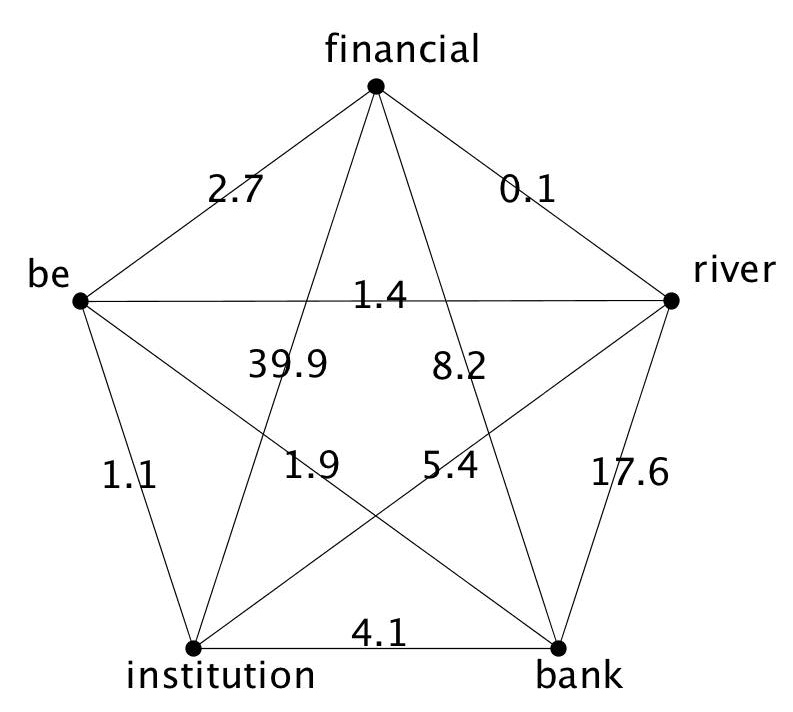 financial
2.7
0.1
be
river
1.4
39.9
8.2
1.1
1.9
5.4
17.6
4.1
institution
bank